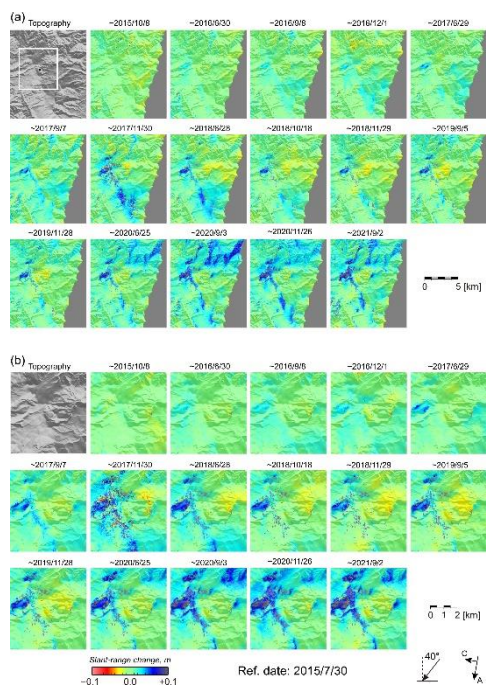 (a)
Topography ~2015/10/8 ~2016/6/30 ~2016/9/8 ~2016/12/1 ~2017/6/29
~2017/9/7 ~2017/11/30 ~2018/6/28 ~2018/10/18 ~2018/11/29 ~2019/9/5
~2019/11/28 ~2020/6/25 ~2020/9/3 ~2020/11/26 ~2021/9/2
0 5 [km]
(b)
Topography ~2015/10/8 ~2016/6/30 ~2016/9/8 ~2016/12/1 ~2017/6/29
~2017/9/7 ~2017/11/30 ~2018/6/28 ~2018/10/18 ~2018/11/29 ~2019/9/5
~2019/11/28 ~2020/6/25 ~2020/9/3 ~2020/11/26 ~2021/9/2
0 1 2 [km]
Slant-range change, m
−0.1 +0.1
Ref. date: 2015/7/30
40°
C
A